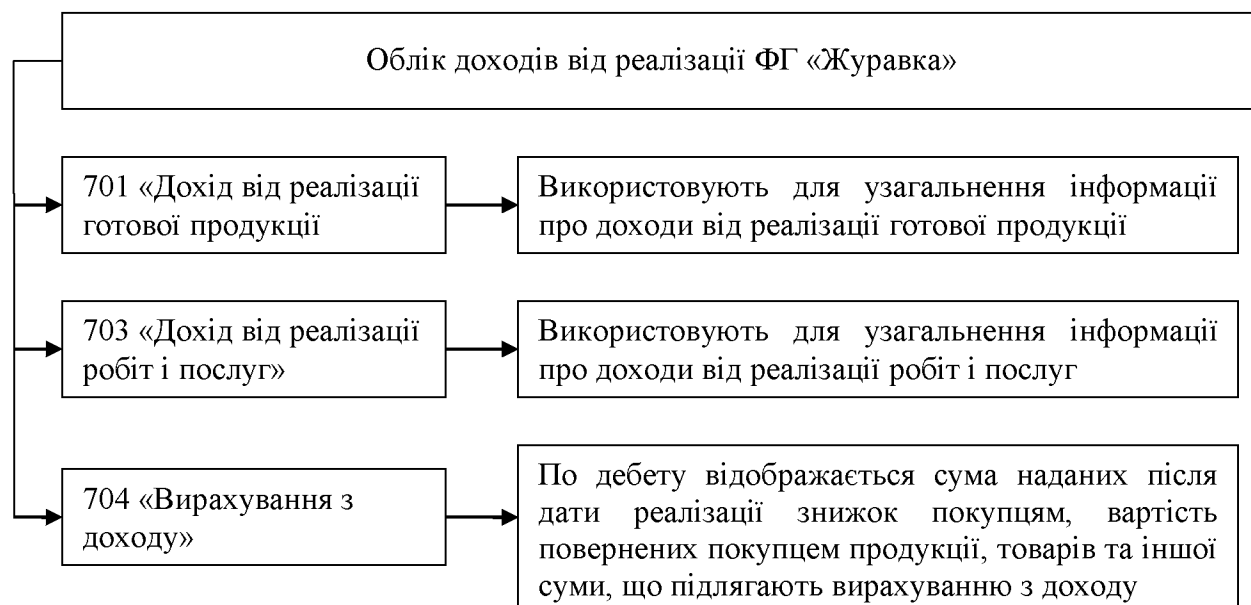 Облік доходів від реалізації ФГ «Журавка»
701 «Дохід від реалізації
готової продукції
Використовують для узагальнення інформації
про доходи від реалізації готової продукції
703 «Дохід від реалізації
робіт і послуг»
Використовують для узагальнення інформації
про доходи від реалізації робіт і послуг
704 «Вирахування з
доходу»
По дебету відображається сума наданих після
дати реалізації знижок покупцям, вартість
повернених покупцем продукції, товарів та іншої
суми, що підлягають вирахуванню з доходу